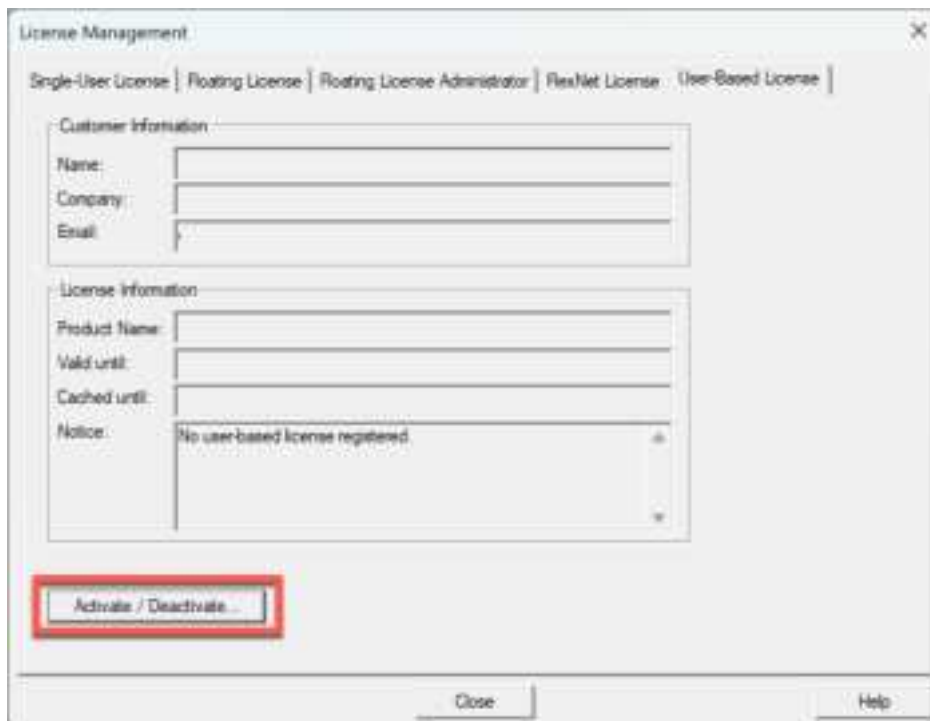 License Management
Single-User License | Floating License | Floating License Administrator | FlexNet License User-Based License
Customer Information
Name:
Company:
Email:
License Information
Product Name:
Valid until:
Cached until:
Notice: No user-based license registered.
Activate / Deactivate...
Close Help